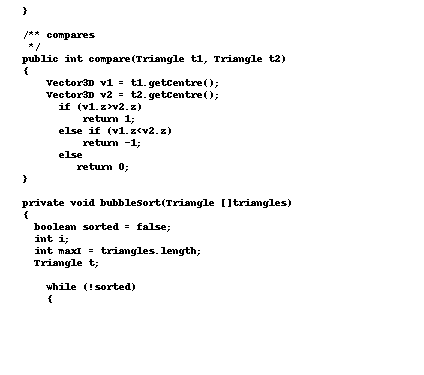 }
/** compares
*/
public int compare(Triangle t1, Triangle t2)
{
Vector3D v1 = t1.getCentre();
Vector3D v2 = t2.getCentre();
if (v1.z>v2.z)
return 1;
else if (v1.z<v2.z)
return -1;
else
return 0;
}
private void bubbleSort(Triangle []triangles)
{
boolean sorted = false;
int i;
int maxI = triangles.length;
Triangle t;
while (!sorted)
{